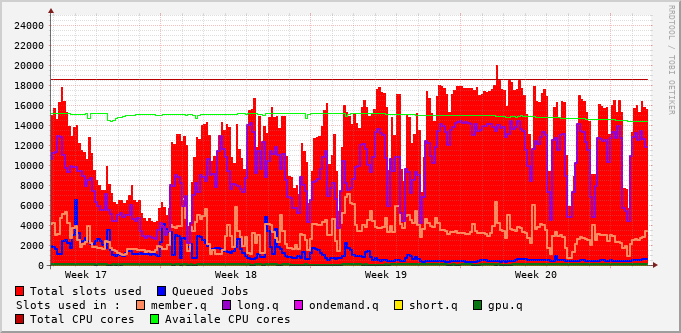 24000
22000
20000
18000
16000
14000
12000
10000
8000
6000
4000
2000
0
Week 17 Week 18 Week 19 Week 20
Total slots used Queued Jobs
Slots used in : member.q long.q ondemand.q short.q gpu.q
Total CPU cores Availale CPU cores
RRDTOOL / TOBI OETIKER